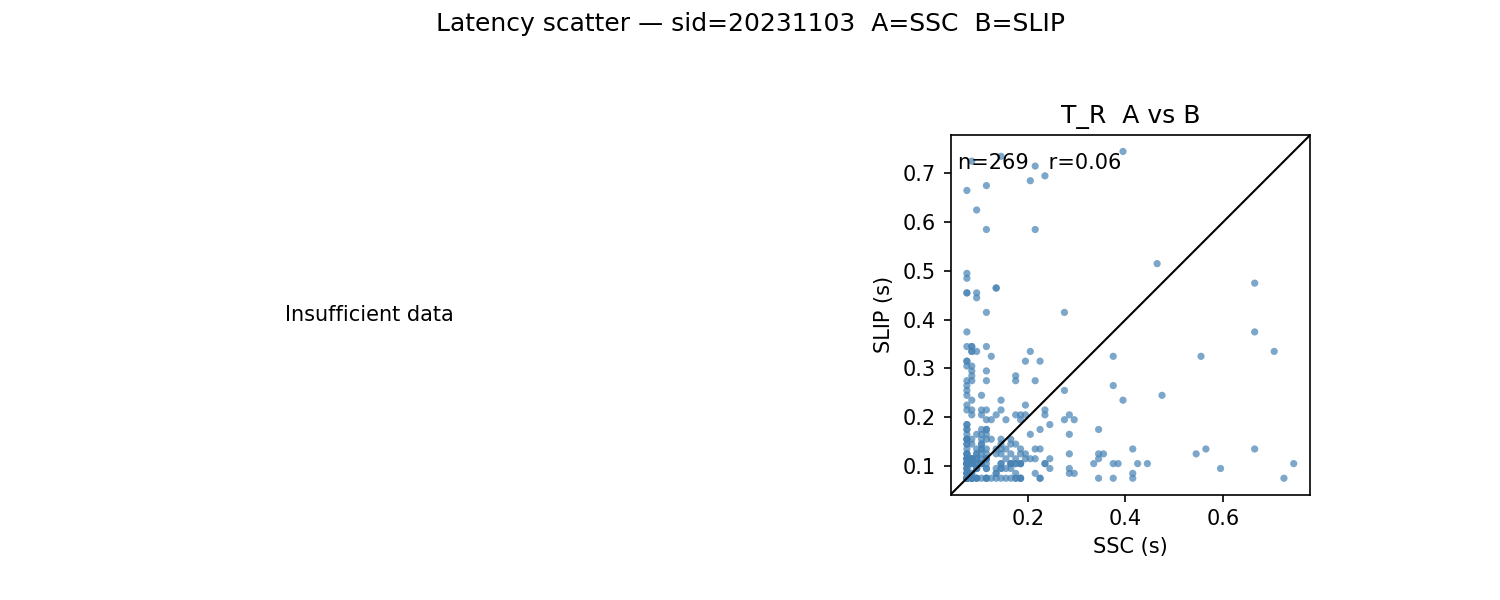 Latency scatter — sid=20231103  A=SSC  B=SLIP
Insufficient data
T_R  A vs B
n=269   r=0.06
0.7
0.6
0.5
0.4
0.3
0.2
0.1
SLIP (s)
0.2 0.4 0.6
SSC (s)